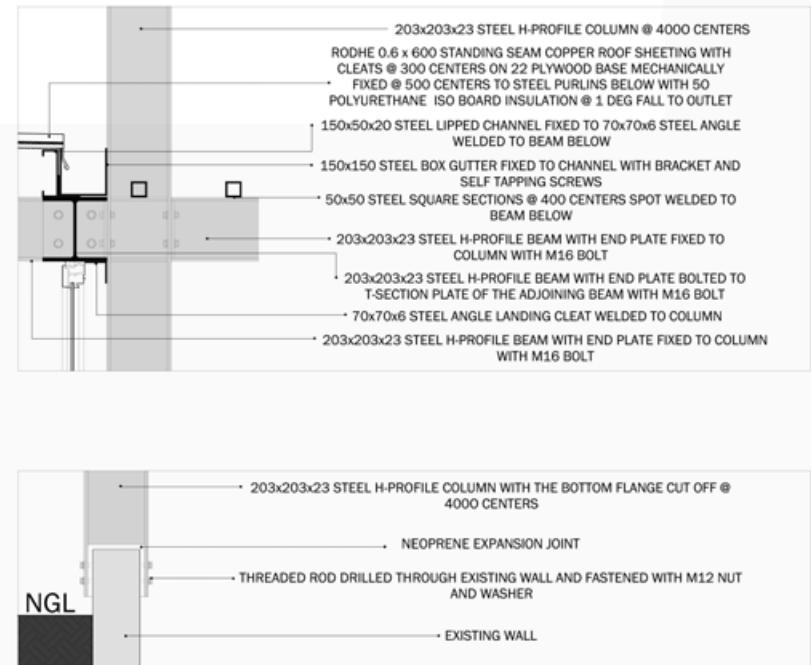 203x203x23 STEEL H-PROFILE COLUMN @ 4000 CENTERS
RODHE 0.6 x 600 STANDING SEAM COPPER ROOF SHEETING WITH
CLEATS @ 300 CENTERS ON 22 PLYWOOD BASE MECHANICALLY
FIXED @ 500 CENTERS TO STEEL PURLINS BELOW WITH 50
POLYURETHANE ISO BOARD INSULATION @ 1 DEG FALL TO OUTLET
150x50x20 STEEL LIPPED CHANNEL FIXED TO 70x70x6 STEEL ANGLE
WELDED TO BEAM BELOW
150x150 STEEL BOX GUTTER FIXED TO CHANNEL WITH BRACKET AND
SELF TAPPING SCREWS
50x50 STEEL SQUARE SECTIONS @ 400 CENTERS SPOT WELDED TO
BEAM BELOW
203x203x23 STEEL H-PROFILE BEAM WITH END PLATE FIXED TO
COLUMN WITH M16 BOLT
203x203x23 STEEL H-PROFILE BEAM WITH END PLATE BOLTED TO
T-SECTION PLATE OF THE ADJOINING BEAM WITH M16 BOLT
70x70x6 STEEL ANGLE LANDING CLEAT WELDED TO COLUMN
203x203x23 STEEL H-PROFILE BEAM WITH END PLATE FIXED TO COLUMN
WITH M16 BOLT
203x203x23 STEEL H-PROFILE COLUMN WITH THE BOTTOM FLANGE CUT OFF @
4000 CENTERS
NEOPRENE EXPANSION JOINT
THREADED ROD DRILLED THROUGH EXISTING WALL AND FASTENED WITH M12 NUT
AND WASHER
NGL
EXISTING WALL